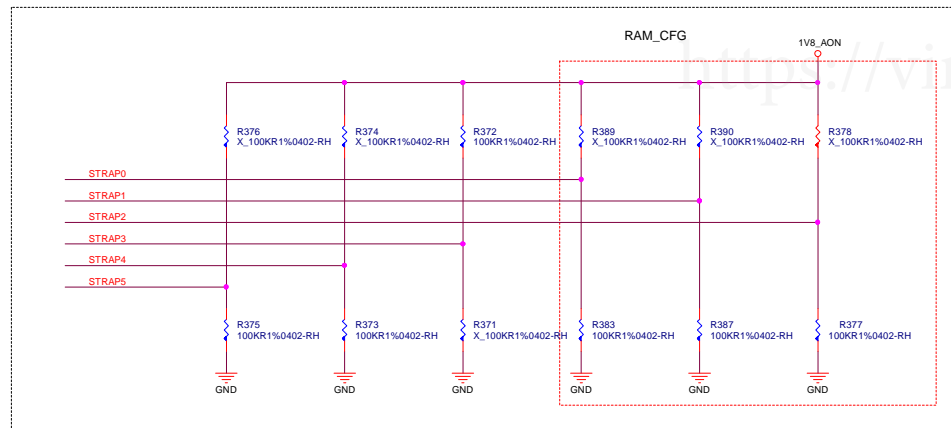 RAM_CFG
1V8_AON
https://vi
R376
X_100KR1%0402-RH
R374
X_100KR1%0402-RH
R372
100KR1%0402-RH
R389
X_100KR1%0402-RH
R390
X_100KR1%0402-RH
R378
X_100KR1%0402-RH
STRAP0
STRAP1
STRAP2
STRAP3
STRAP4
STRAP5
R375
100KR1%0402-RH
R373
100KR1%0402-RH
R371
X_100KR1%0402-RH
R383
100KR1%0402-RH
R387
100KR1%0402-RH
R377
100KR1%0402-RH
GND
GND
GND
GND
GND
GND